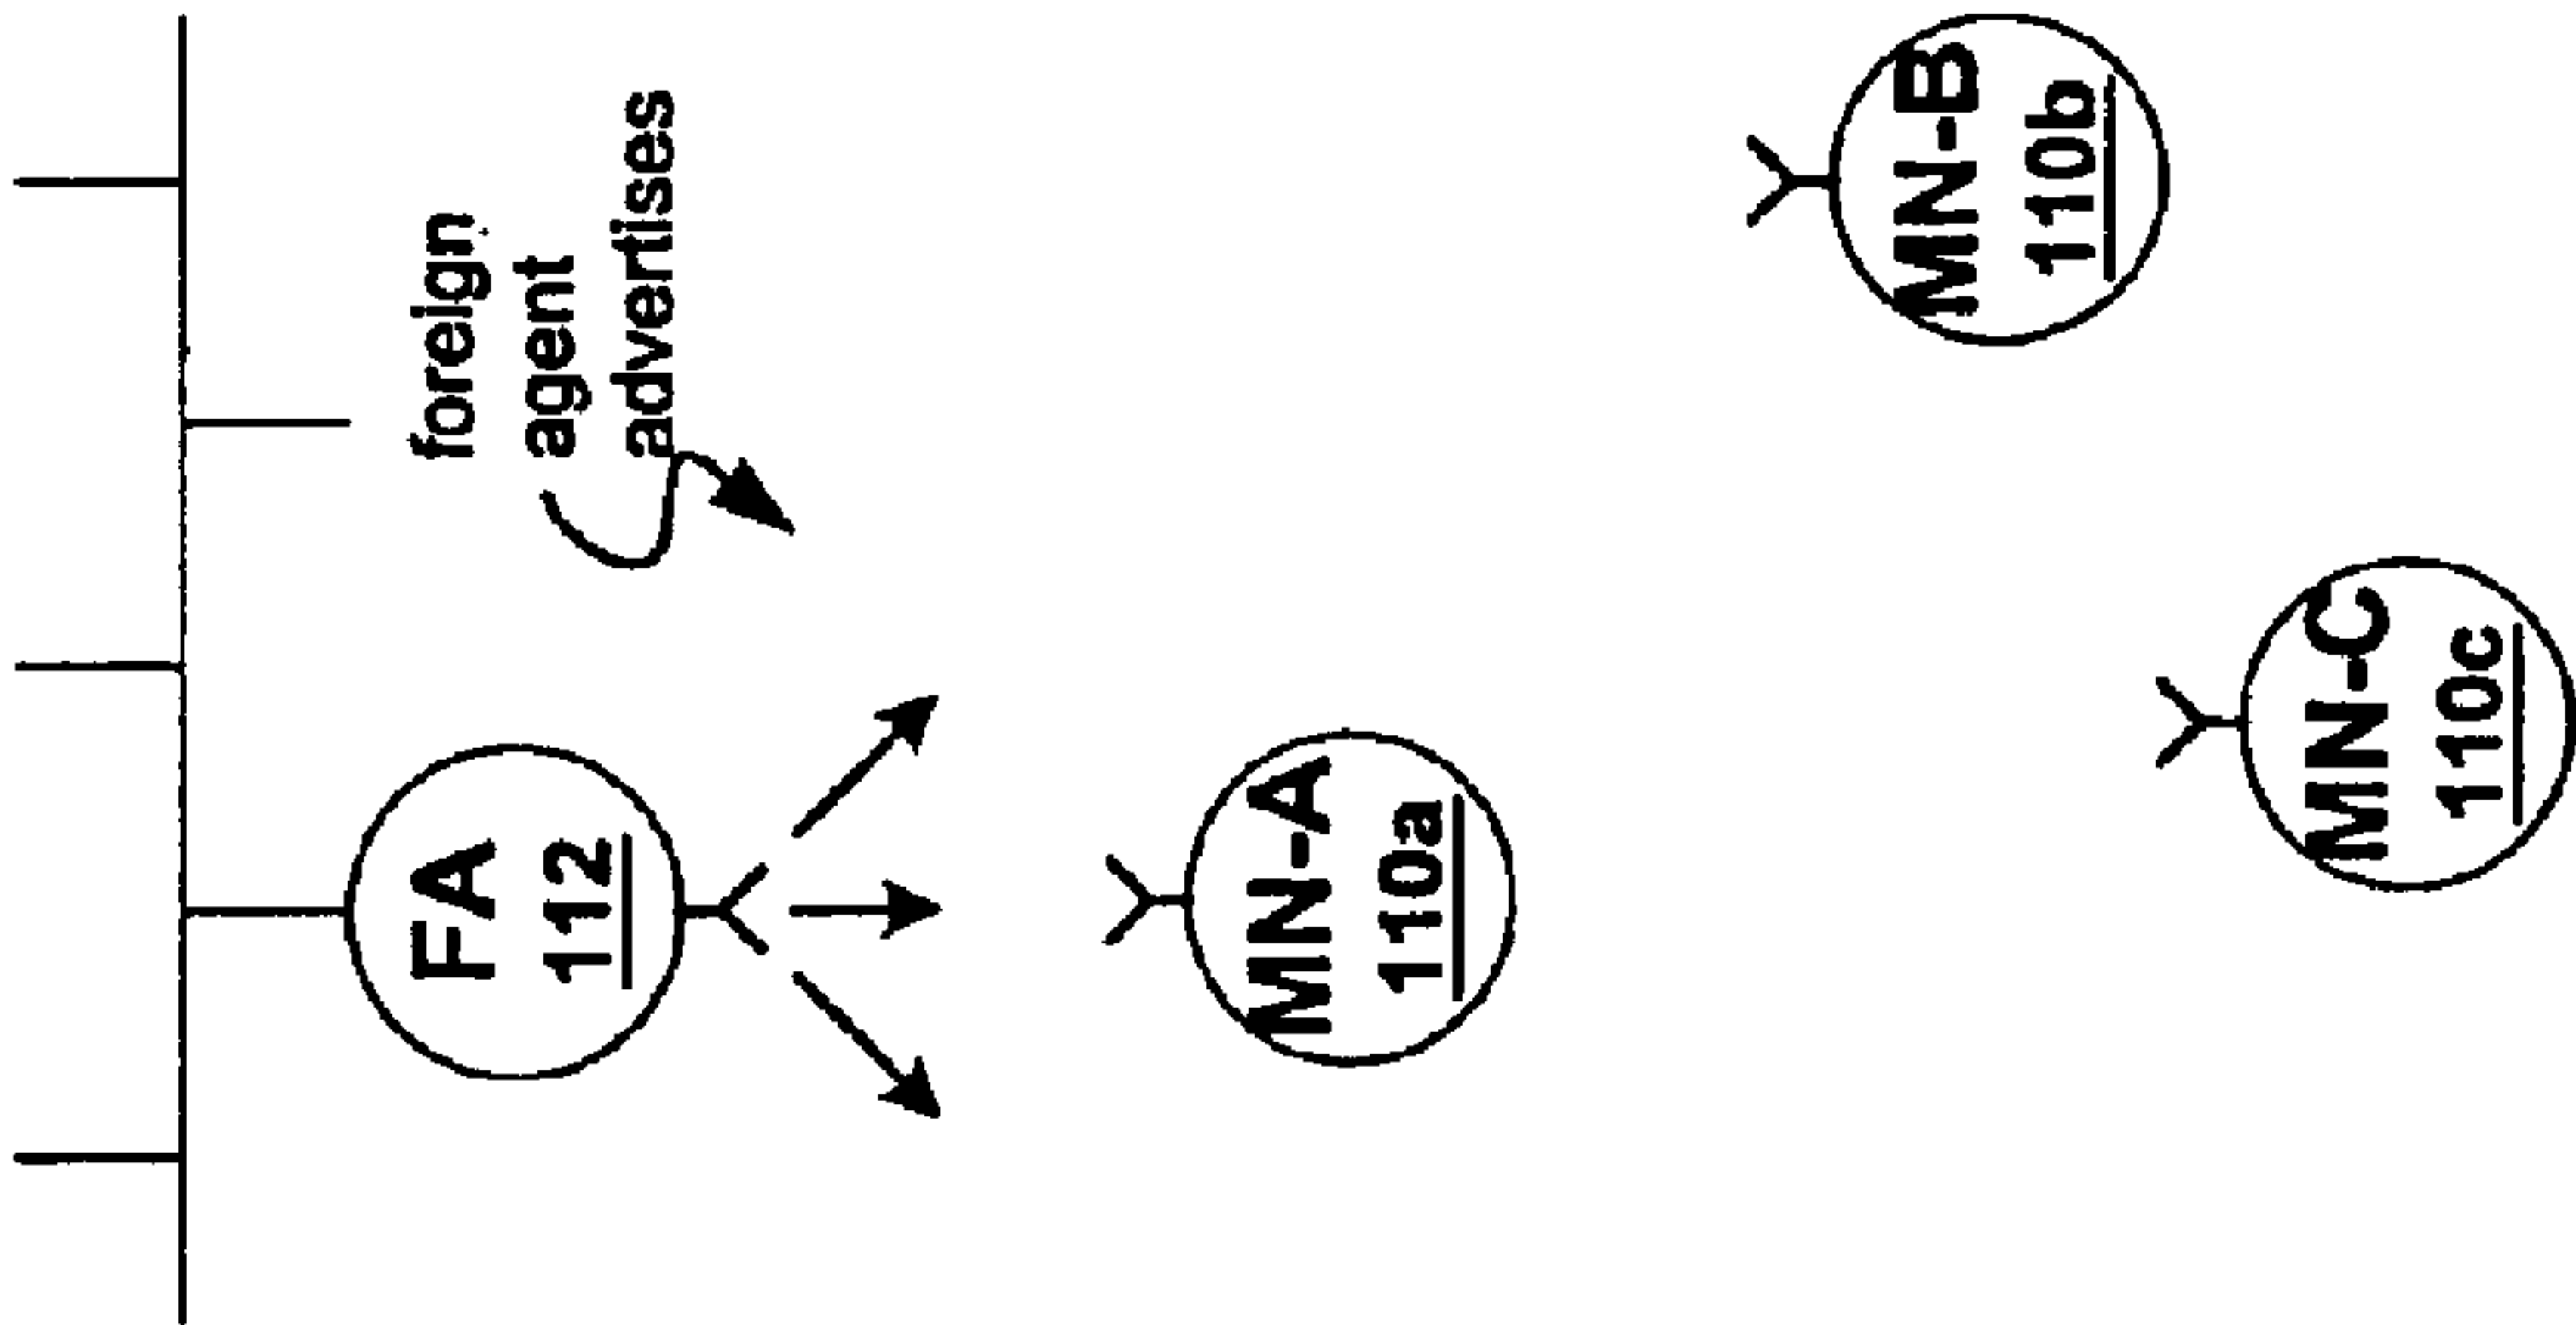 foreign
agent
advertises
FA
112
MN-A
110a
MN-B
110b
MN-C
110c